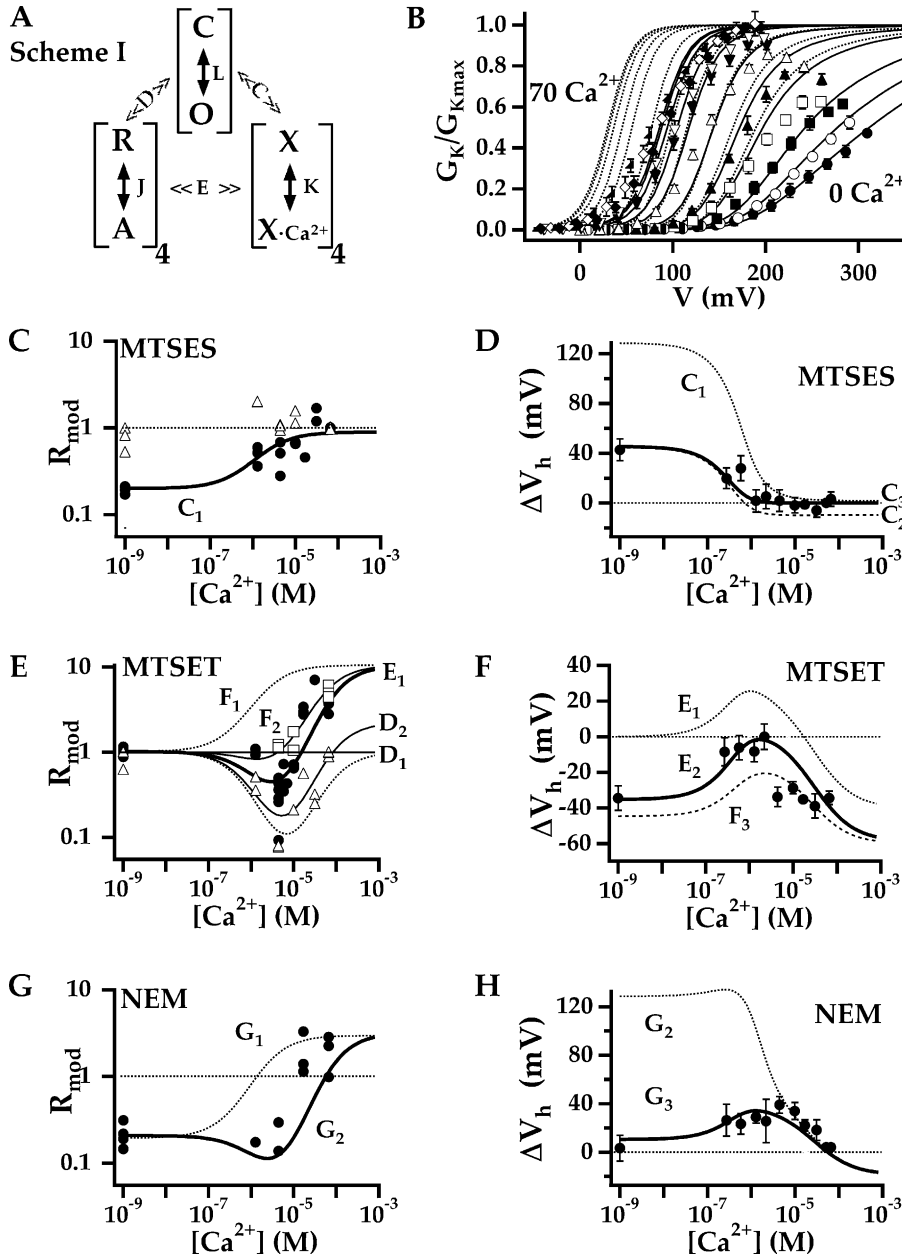 A
Scheme I
C
L
O
<<D>>
<<C>>
R
J
A
4
<< E >>
X
K
X·Ca2+
4
B
GK/GKmax
1.0
0.8
0.6
0.4
0.2
0.0
70 Ca2+
0 Ca2+
0 100 200 300
V (mV)
C
MTSES
Rmod
10
1
0.1
C1
10-9 10-7 10-5 10-3
[Ca2+] (M)
D
MTSES
ΔVh (mV)
120
80
40
0
C1
C3
C2
10-9 10-7 10-5 10-3
[Ca2+] (M)
E
MTSET
Rmod
10
1
0.1
F1
F2
E1
D2
D1
10-9 10-7 10-5 10-3
[Ca2+] (M)
F
MTSET
ΔVh (mV)
40
20
0
-20
-40
-60
E1
E2
F3
10-9 10-7 10-5 10-3
[Ca2+] (M)
G
NEM
Rmod
10
1
0.1
G1
G2
10-9 10-7 10-5 10-3
[Ca2+] (M)
H
NEM
ΔVh (mV)
120
80
40
0
G2
G3
10-9 10-7 10-5 10-3
[Ca2+] (M)